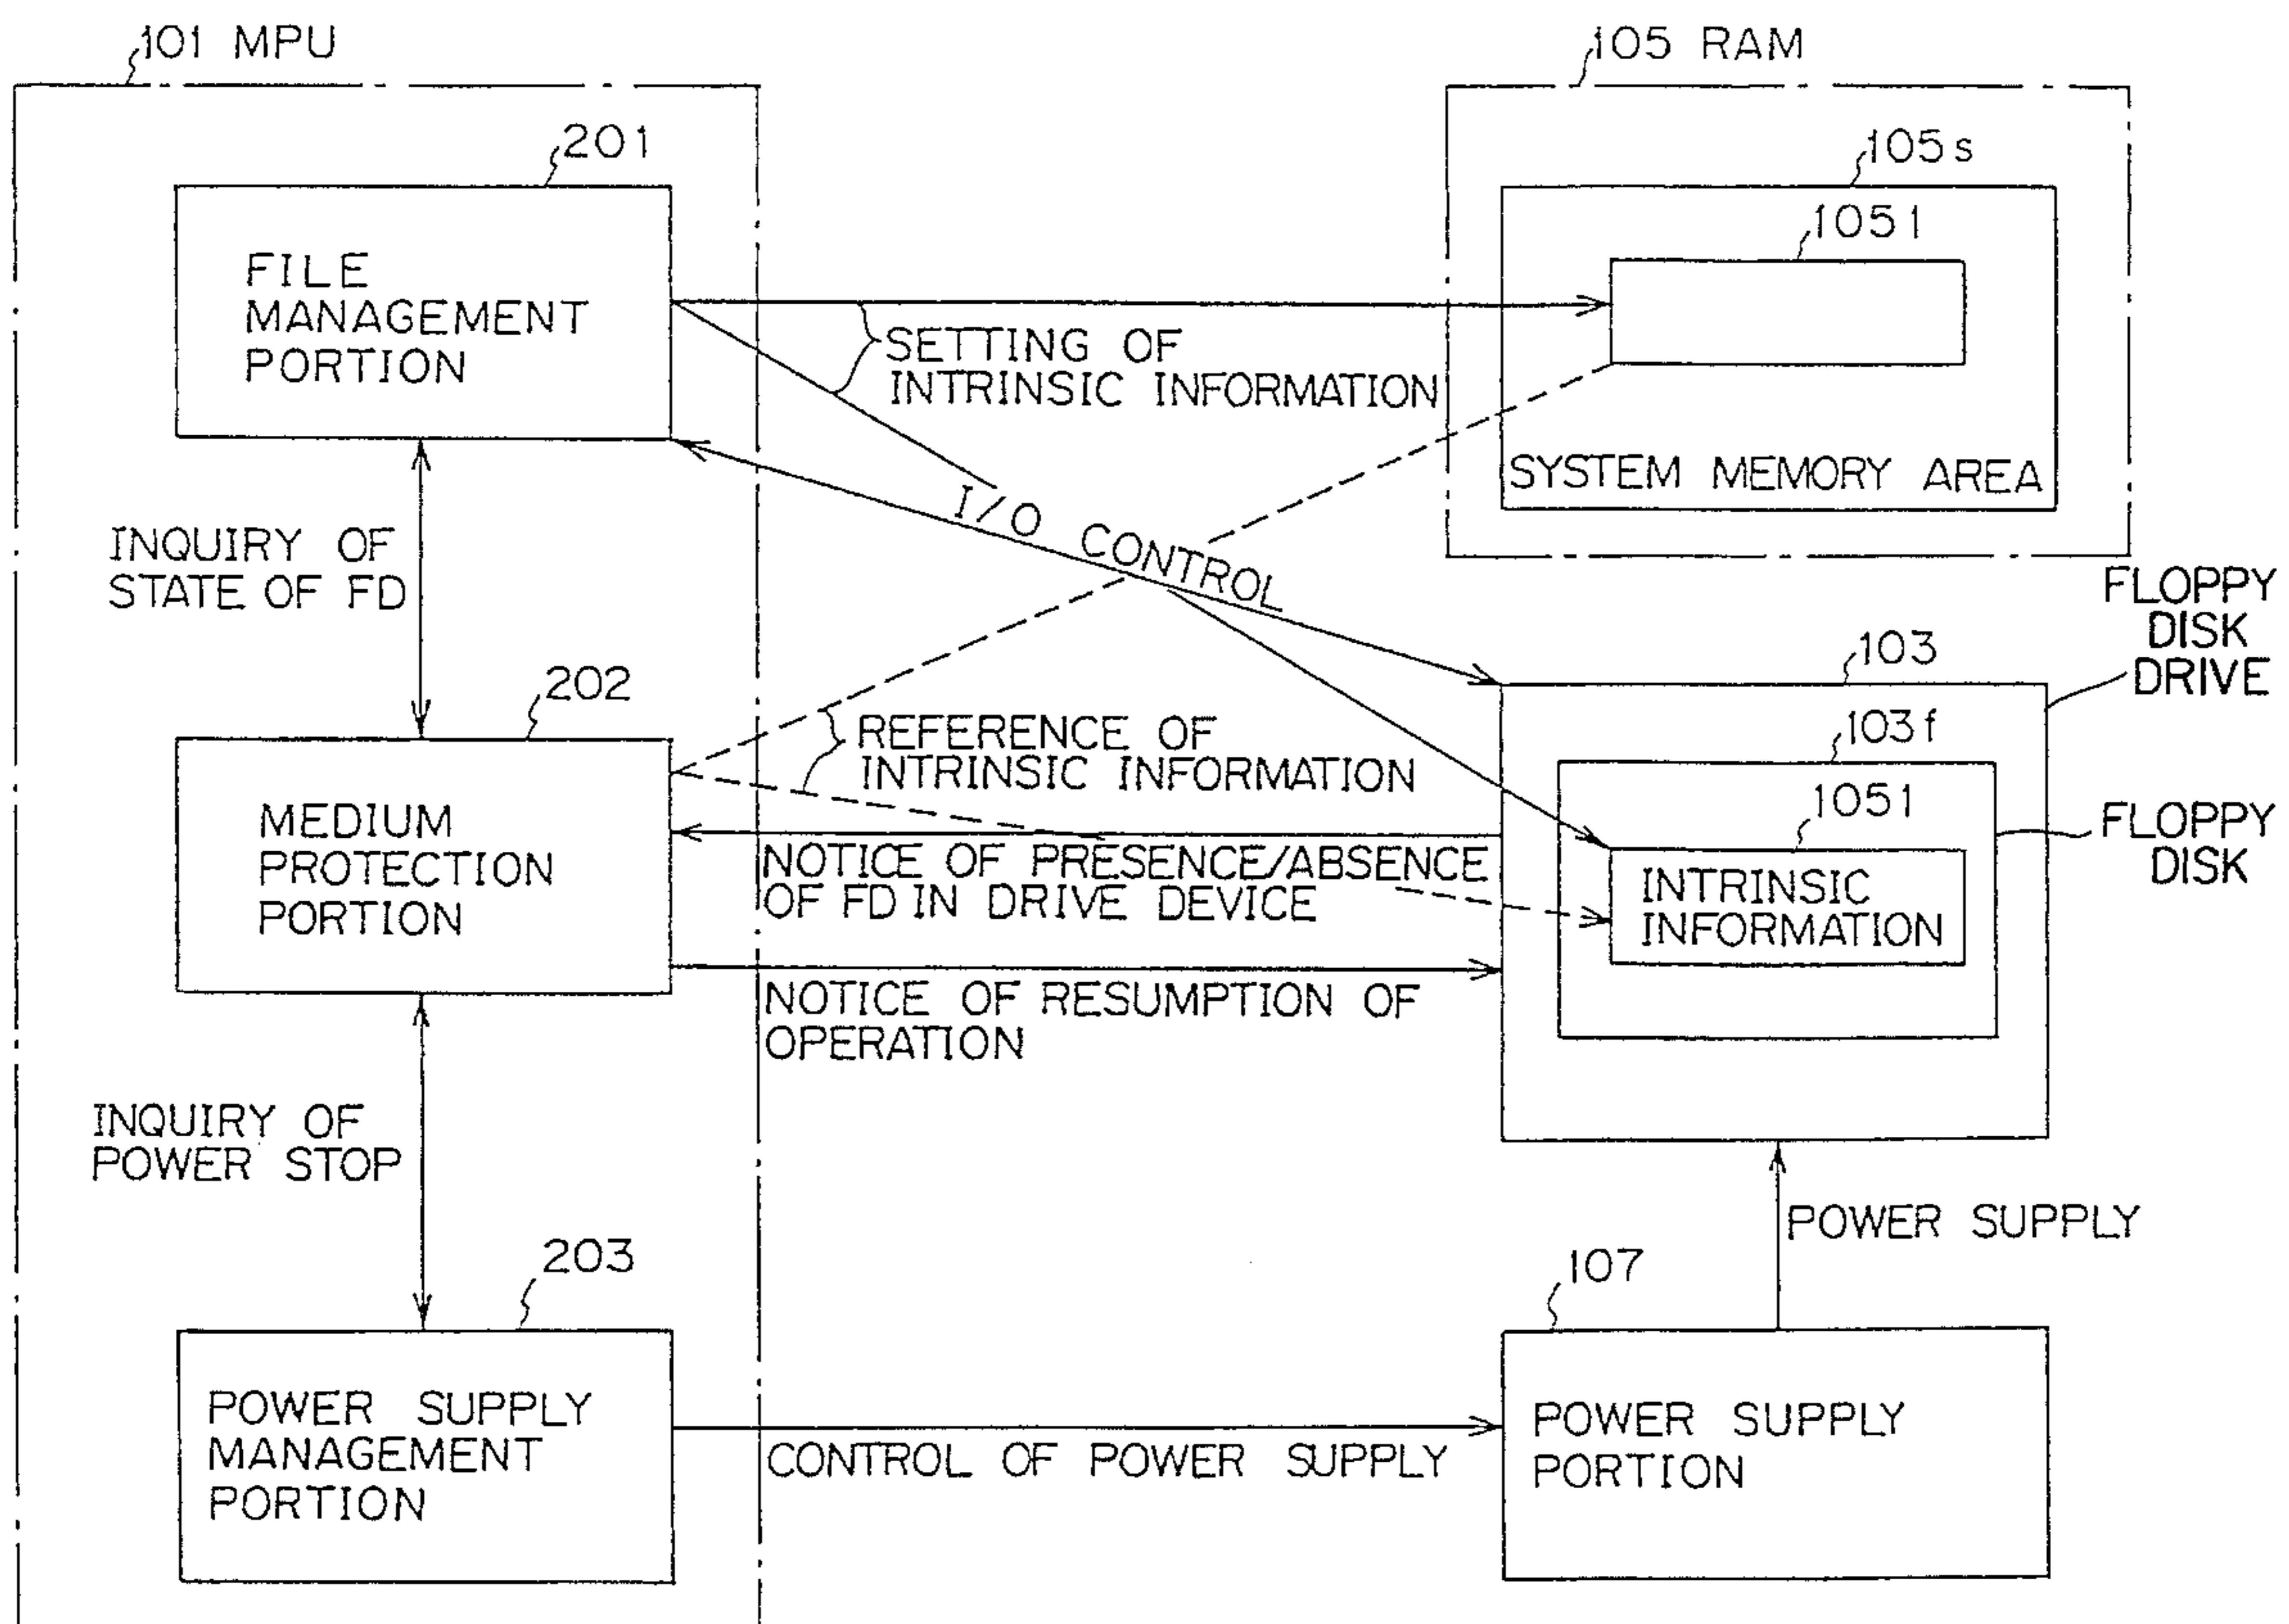 101 MPU
105 RAM
201
105s
1051
FILE
MANAGEMENT
PORTION
SETTING OF
INTRINSIC INFORMATION
SYSTEM MEMORY AREA
I/O CONTROL
INQUIRY OF
STATE OF FD
FLOPPY
DISK
DRIVE
202
103
REFERENCE OF
INTRINSIC INFORMATION
103f
1051
MEDIUM
PROTECTION
PORTION
NOTICE OF PRESENCE/ABSENCE
OF FD IN DRIVE DEVICE
INTRINSIC
INFORMATION
FLOPPY
DISK
NOTICE OF RESUMPTION OF
OPERATION
INQUIRY OF
POWER STOP
POWER SUPPLY
203
107
POWER SUPPLY
MANAGEMENT
PORTION
CONTROL OF POWER SUPPLY
POWER SUPPLY
PORTION